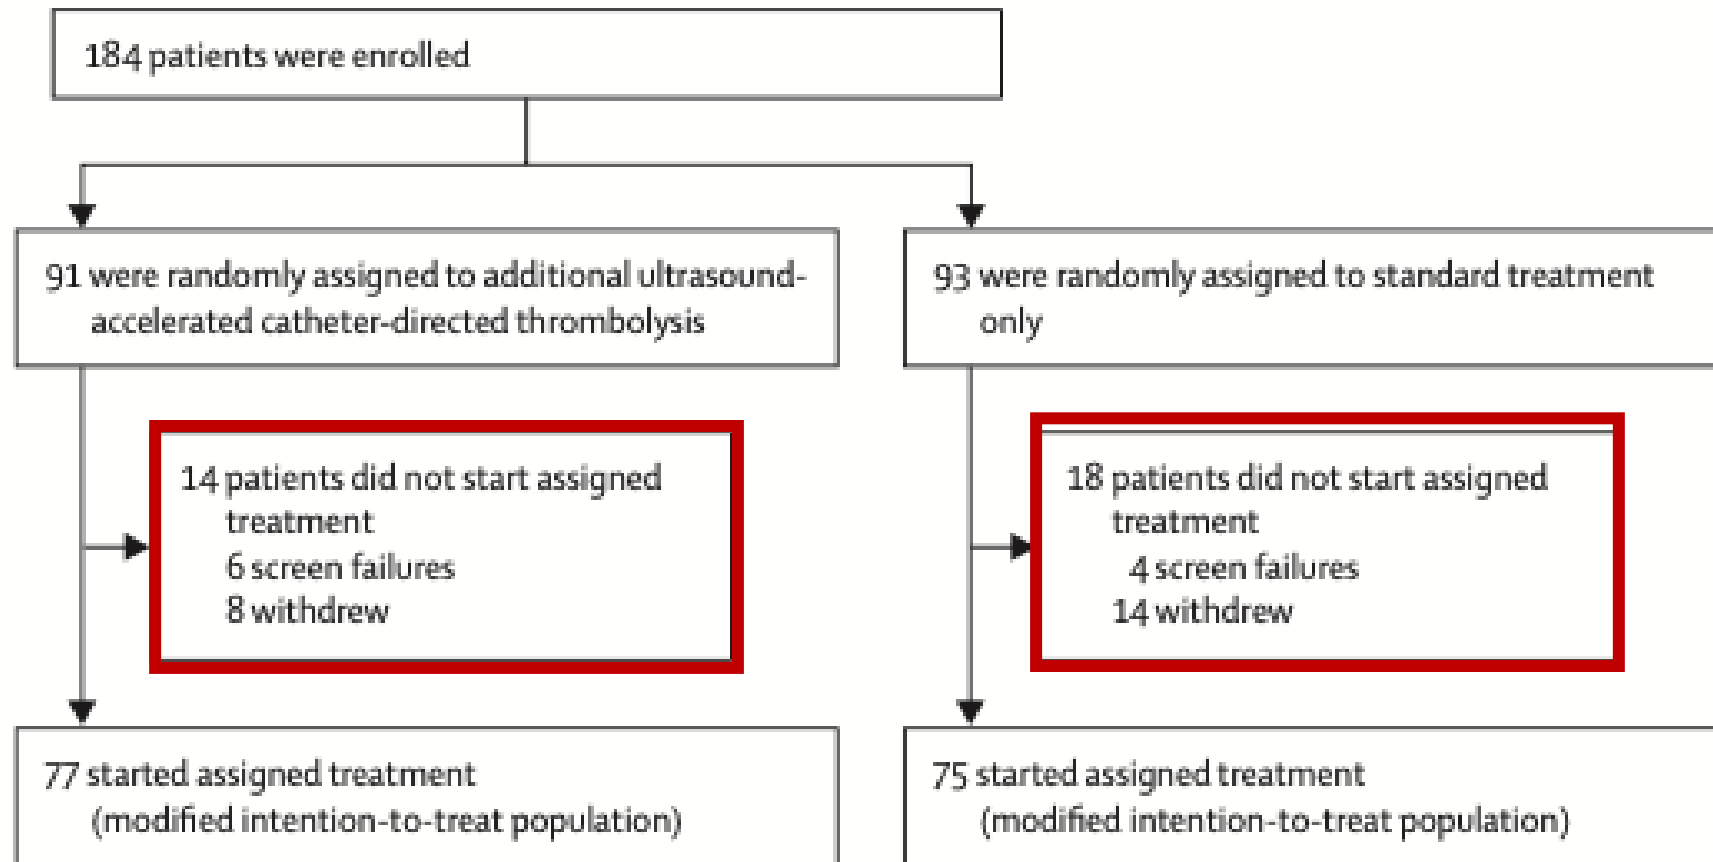 184 patients were enrolled
91 were randomly assigned to additional ultrasound-
accelerated catheter-directed thrombolysis
93 were randomly assigned to standard treatment
only
14 patients did not start assigned
treatment
6 screen failures
8 withdrew
18 patients did not start assigned
treatment
4 screen failures
14 withdrew
77 started assigned treatment
(modified intention-to-treat population)
75 started assigned treatment
(modified intention-to-treat population)